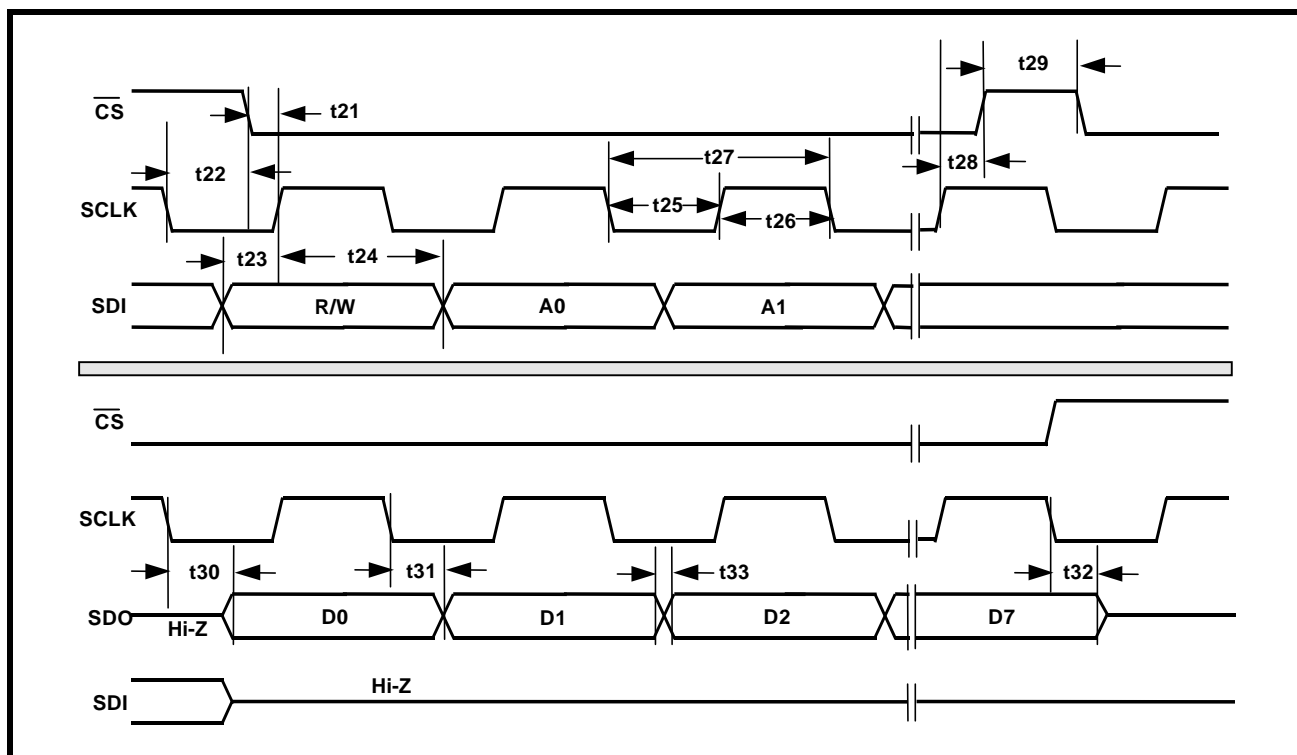 t29
CS
t21
t28
t22
t27
SCLK
t25
t26
t23
t24
SDI
R/W
A0
A1
CS
SCLK
t30
t31
t33
t32
SDO
Hi-Z
D0
D1
D2
D7
SDI
Hi-Z